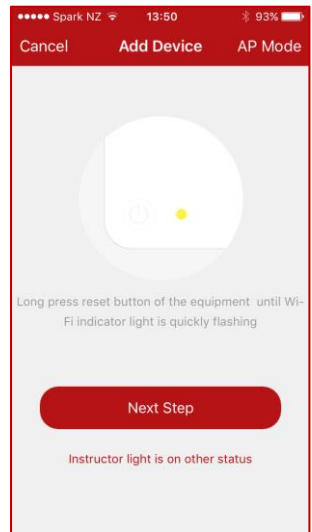 Spark NZ 13:50 93%
Cancel Add Device AP Mode
Long press reset button of the equipment until Wi-
Fi indicator light is quickly flashing
Next Step
Instructor light is on other status